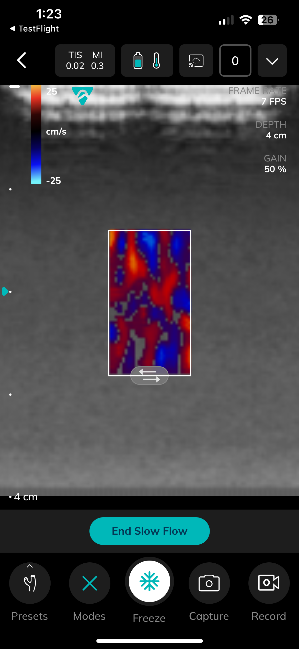 1:23
26
◀ TestFlight
TIS MI
0.02 0.3
S
0
25
cm/s
-25
FRAME RATE
7 FPS
DEPTH
4 cm
GAIN
50 %
4 cm
End Slow Flow
Presets
Modes
Freeze
Capture
Record